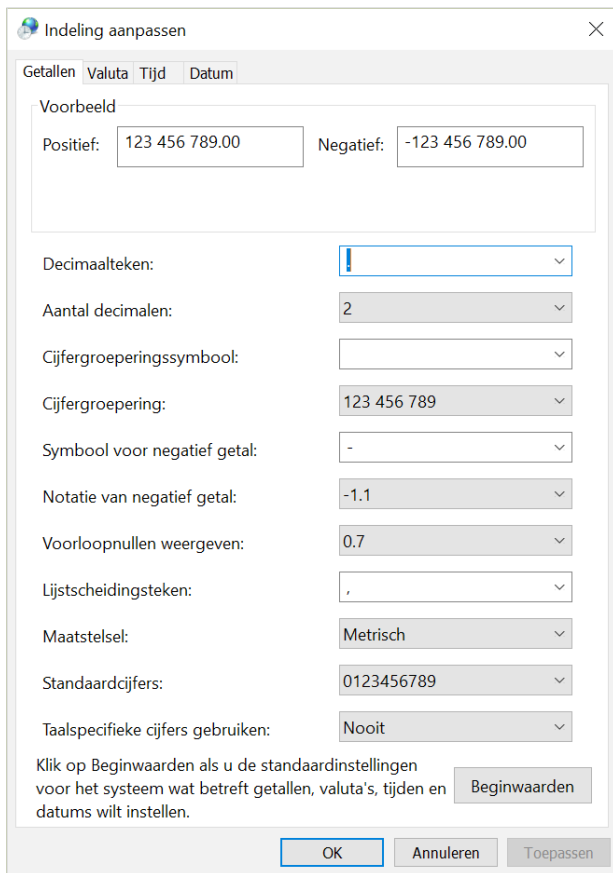 Indeling aanpassen
Getallen Valuta Tijd Datum
Voorbeeld
Positief: 123 456 789.00 Negatief: -123 456 789.00
Decimaalteken: .
Aantal decimalen: 2
Cijfergroeperingssymbool:
Cijfergroepering: 123 456 789
Symbool voor negatief getal: -
Notatie van negatief getal: -1.1
Voorloopnullen weergeven: 0.7
Lijstscheidingsteken: ,
Maatstelsel: Metrisch
Standaardcijfers: 0123456789
Taalspecifieke cijfers gebruiken: Nooit
Klik op Beginwaarden als u de standaardinstellingen
voor het systeem wat betreft getallen, valuta's, tijden en
datums wilt instellen.
Beginwaarden
OK Annuleren Toepassen